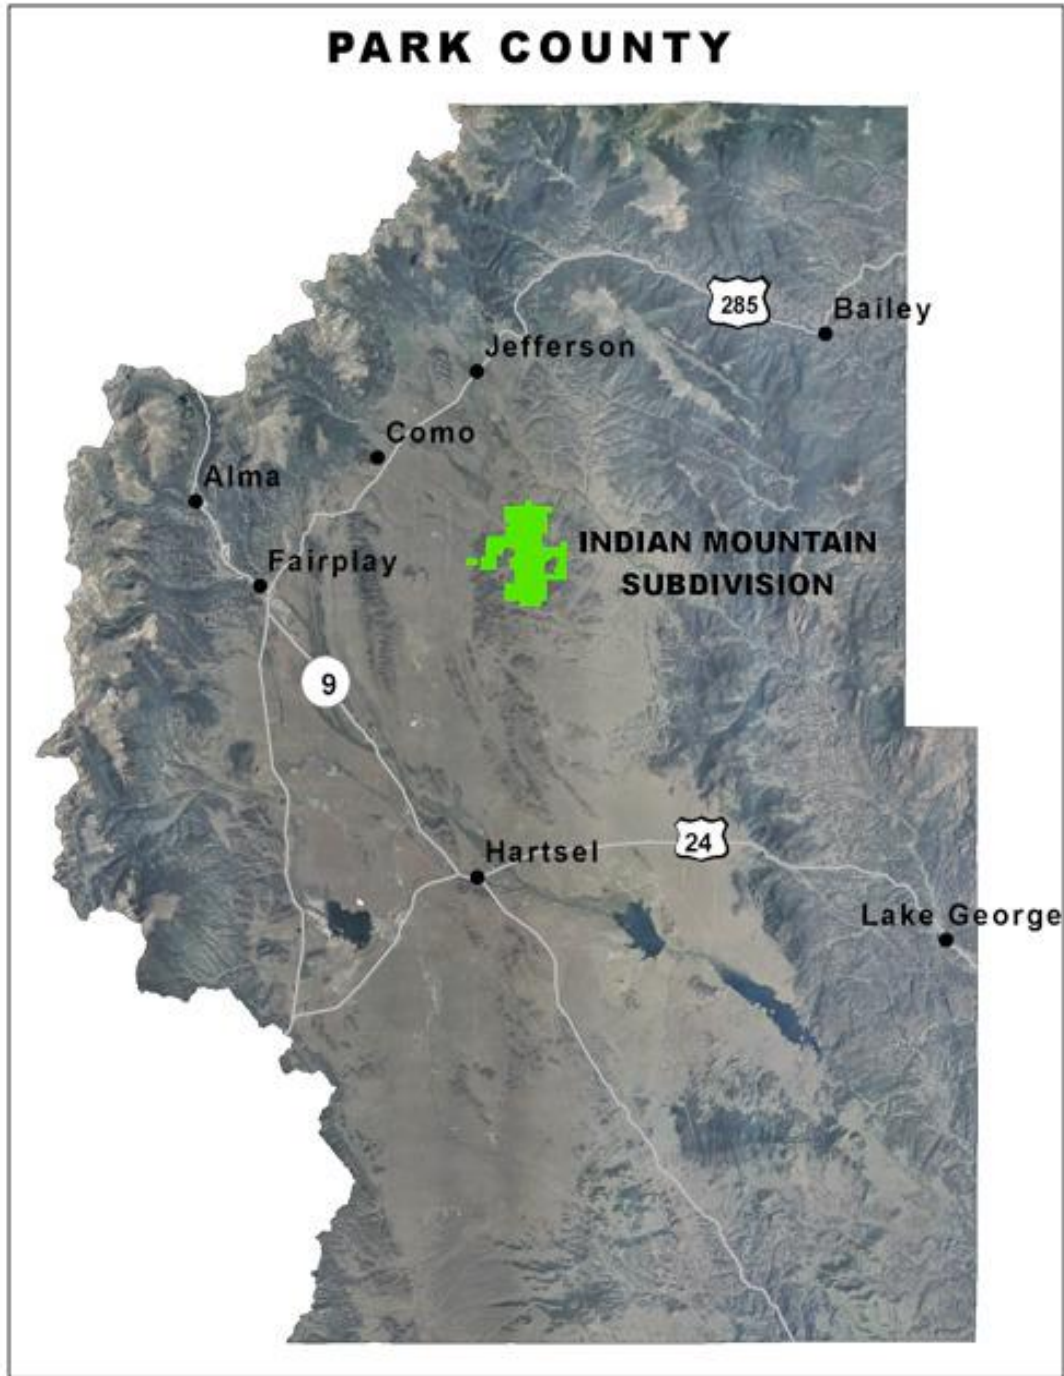 PARK COUNTY
285
Bailey
Jefferson
Como
Alma
Fairplay
INDIAN MOUNTAIN
SUBDIVISION
9
Hartsel
24
Lake George